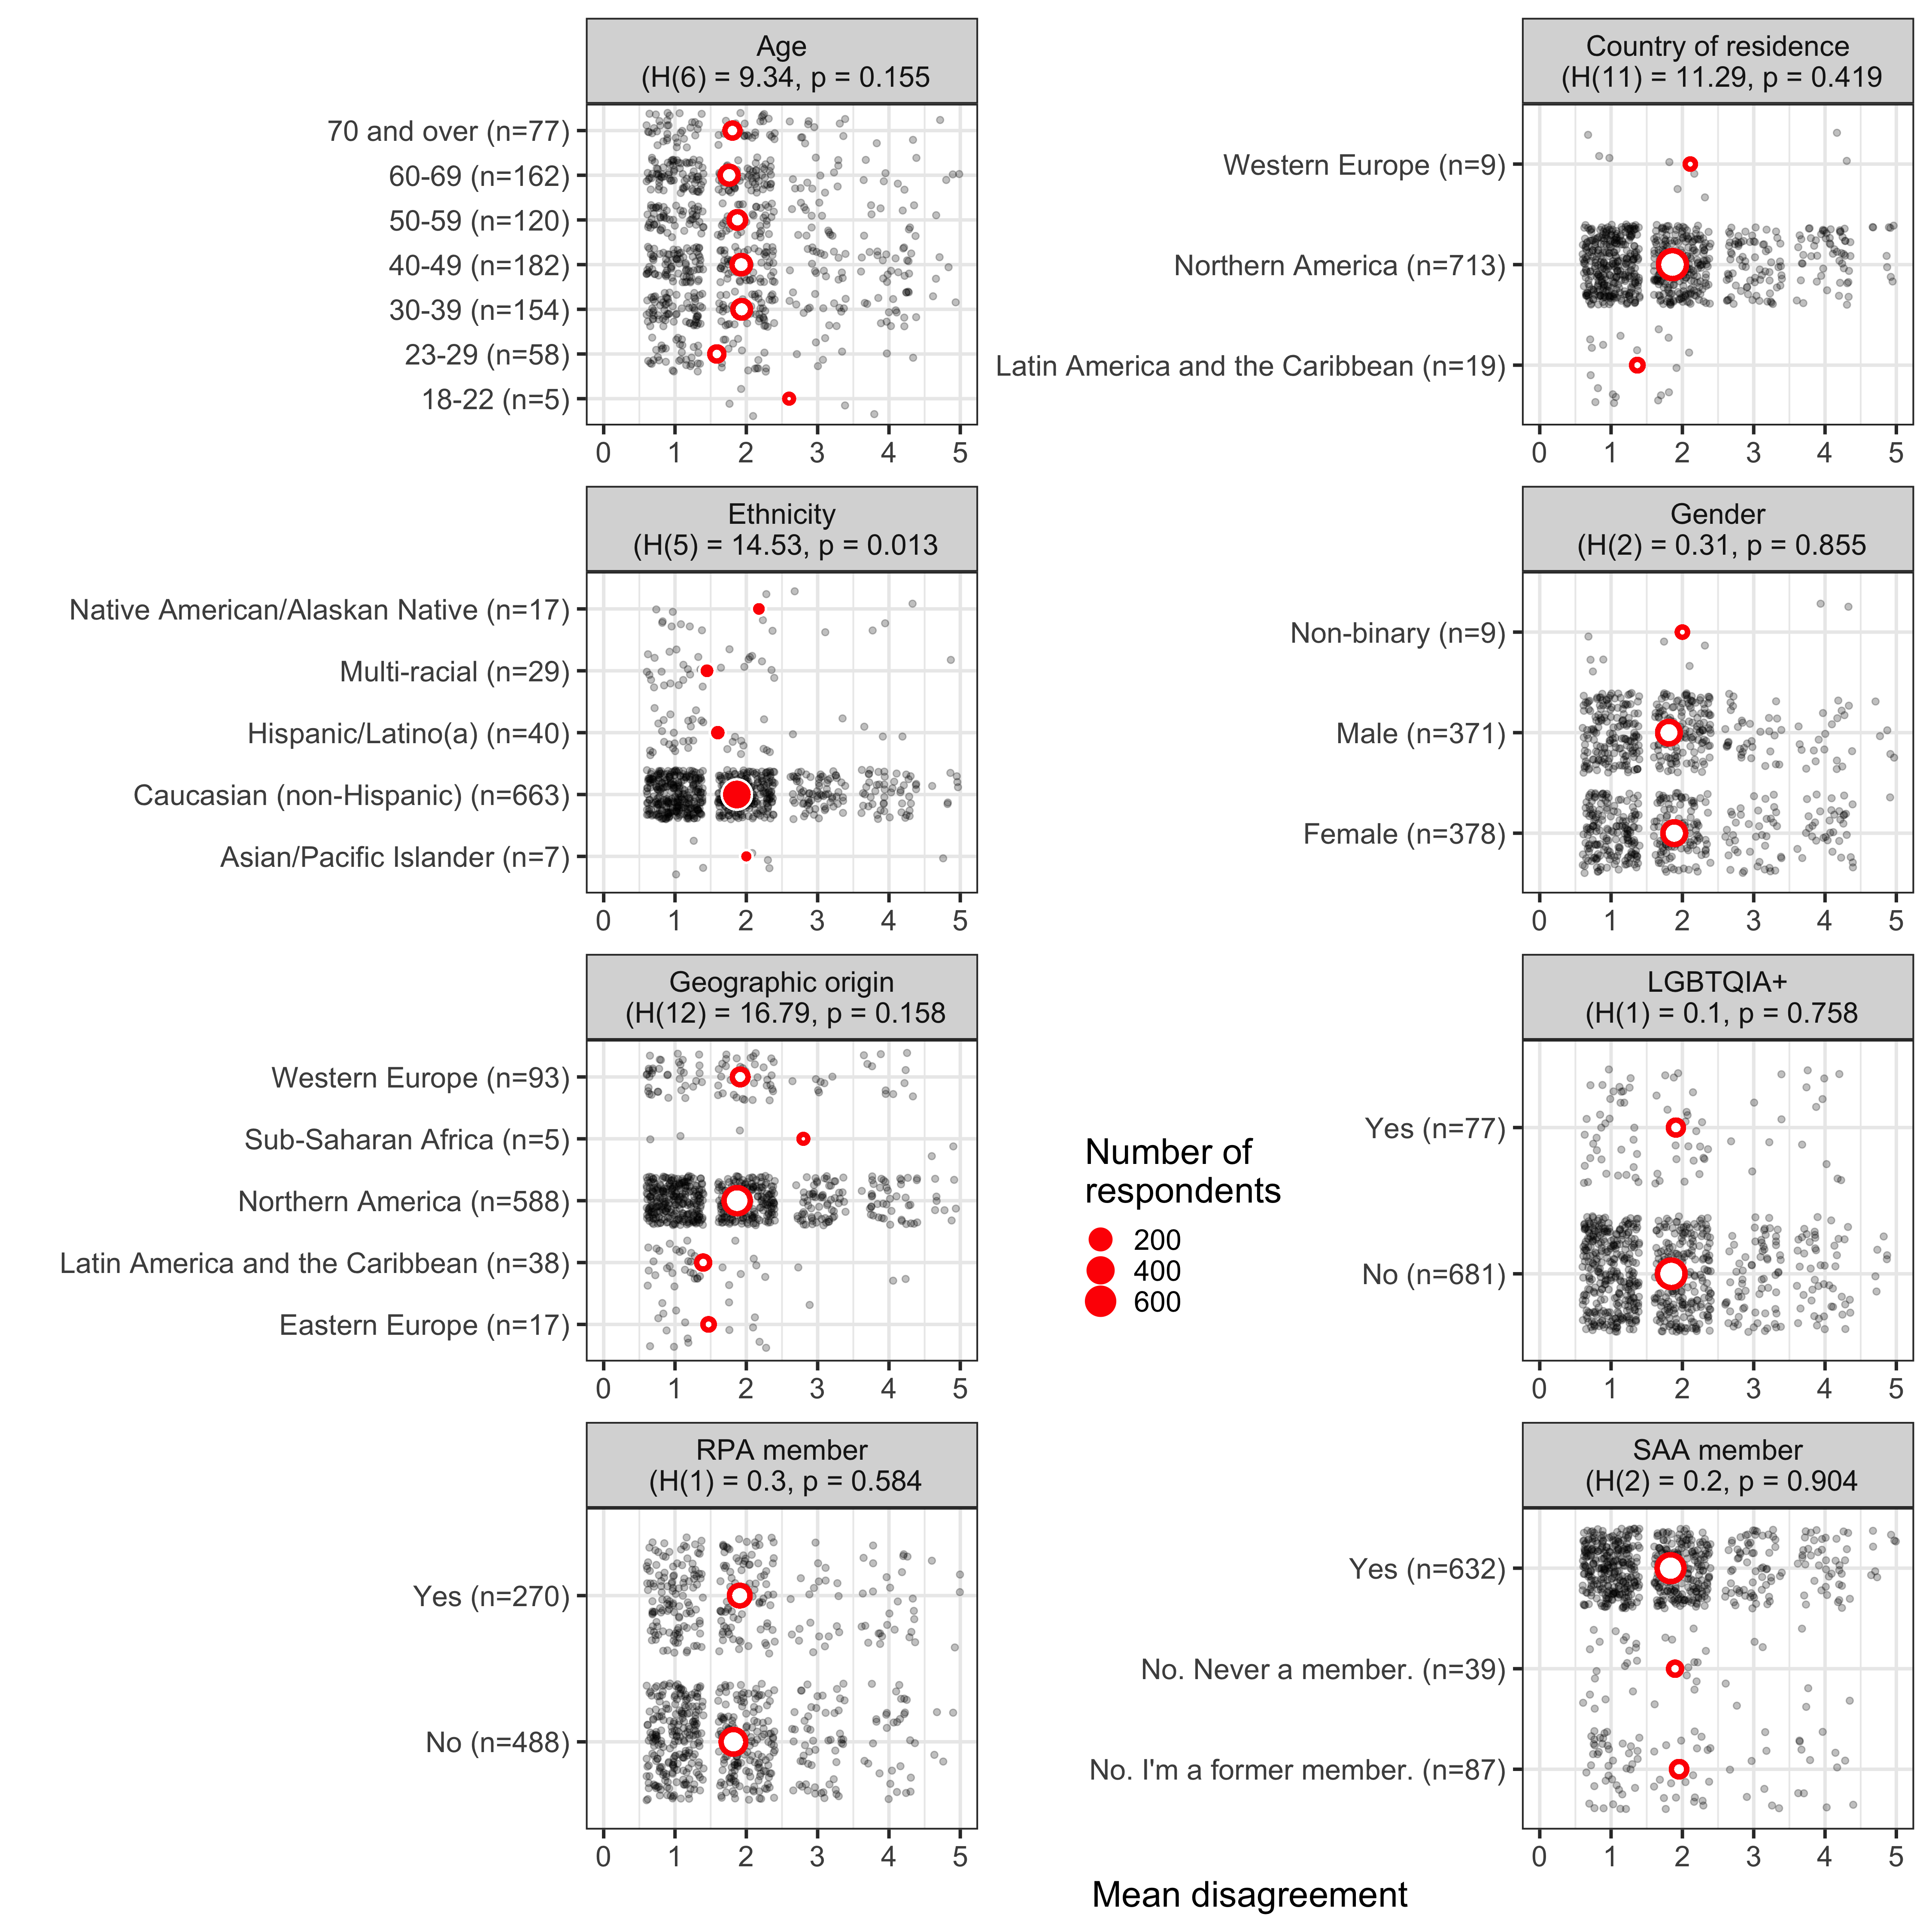 Age
(H(6) = 9.34, p = 0.155
70 and over (n=77)
60-69 (n=162)
50-59 (n=120)
40-49 (n=182)
30-39 (n=154)
23-29 (n=58)
18-22 (n=5)
0 1 2 3 4 5
Country of residence
(H(11) = 11.29, p = 0.419
Western Europe (n=9)
Northern America (n=713)
Latin America and the Caribbean (n=19)
0 1 2 3 4 5
Ethnicity
(H(5) = 14.53, p = 0.013
Native American/Alaskan Native (n=17)
Multi-racial (n=29)
Hispanic/Latino(a) (n=40)
Caucasian (non-Hispanic) (n=663)
Asian/Pacific Islander (n=7)
0 1 2 3 4 5
Gender
(H(2) = 0.31, p = 0.855
Non-binary (n=9)
Male (n=371)
Female (n=378)
0 1 2 3 4 5
Geographic origin
(H(12) = 16.79, p = 0.158
Western Europe (n=93)
Sub-Saharan Africa (n=5)
Northern America (n=588)
Latin America and the Caribbean (n=38)
Eastern Europe (n=17)
0 1 2 3 4 5
Number of
respondents
200
400
600
LGBTQIA+
(H(1) = 0.1, p = 0.758
Yes (n=77)
No (n=681)
0 1 2 3 4 5
RPA member
(H(1) = 0.3, p = 0.584
Yes (n=270)
No (n=488)
0 1 2 3 4 5
SAA member
(H(2) = 0.2, p = 0.904
Yes (n=632)
No. Never a member. (n=39)
No. I'm a former member. (n=87)
0 1 2 3 4 5
Mean disagreement